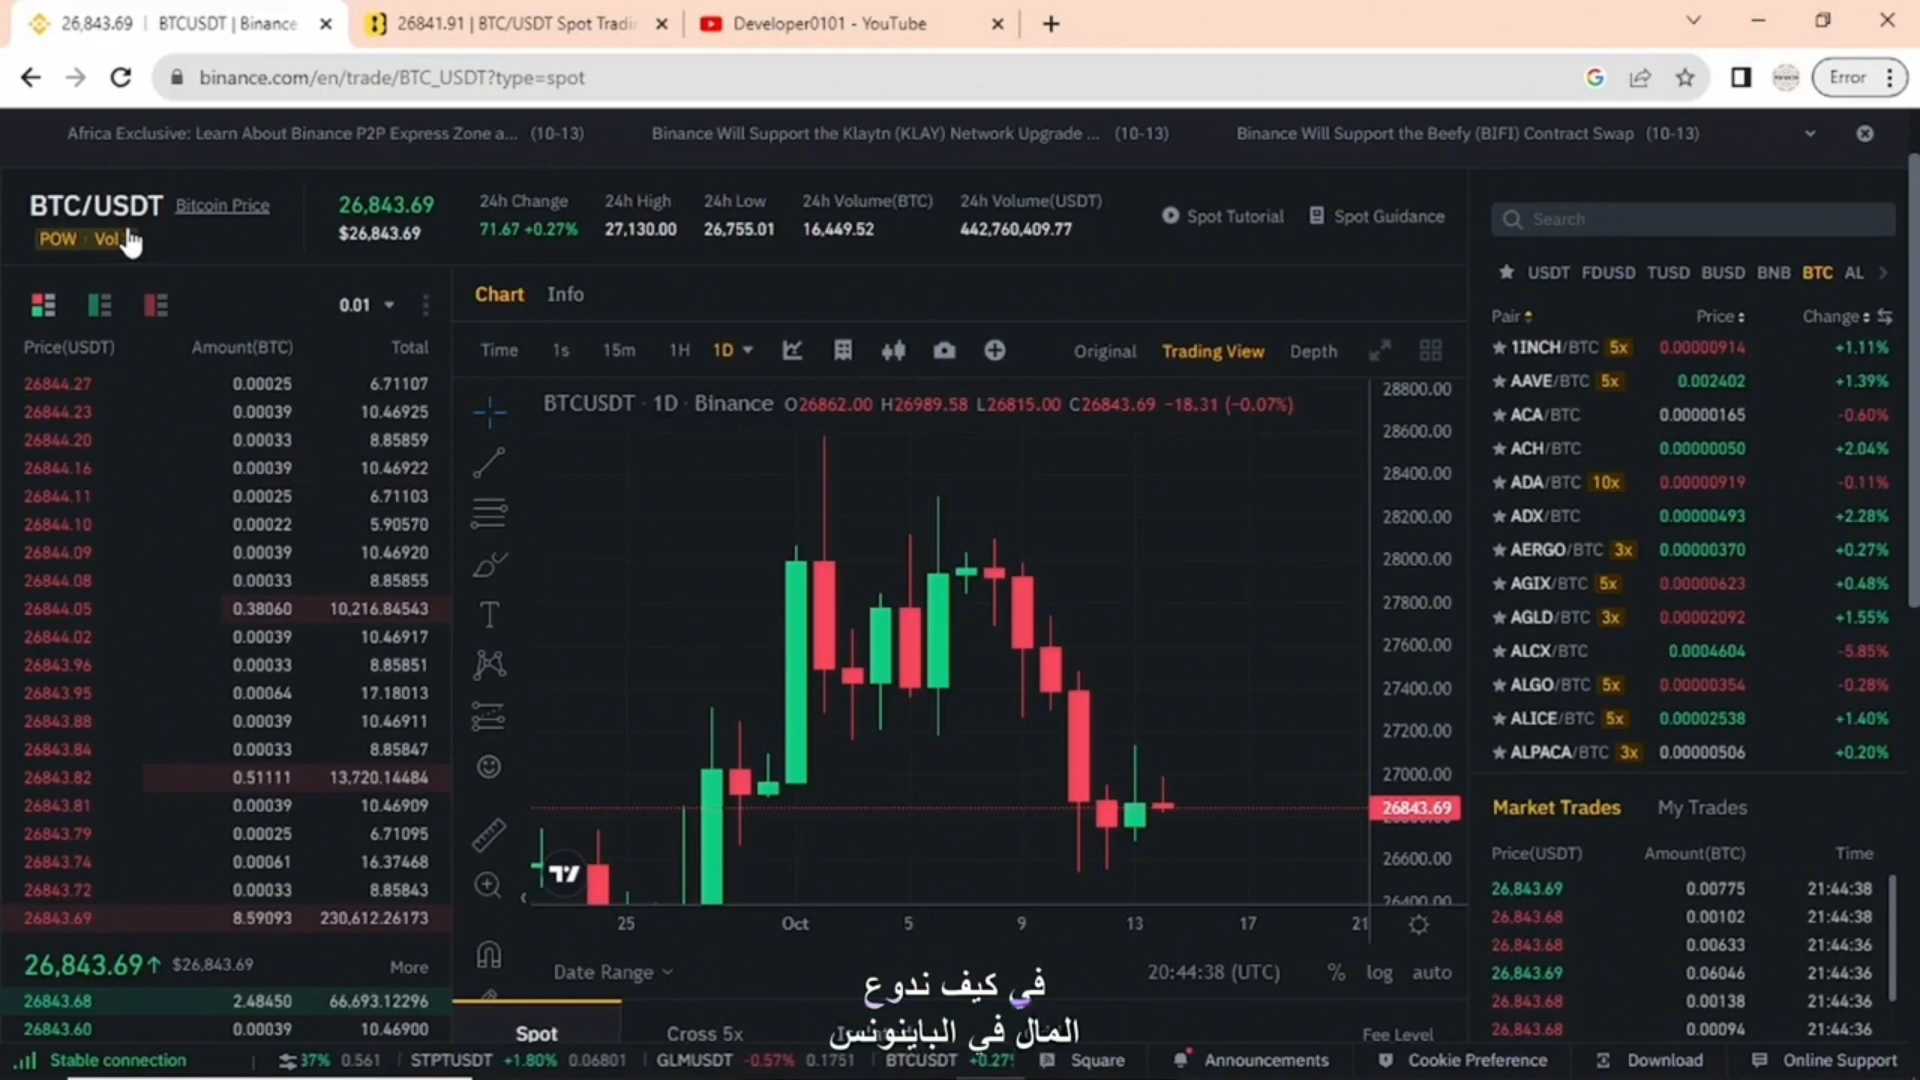 26,843.69 | BTCUSDT | Binance
26841.91 | BTC/USDT Spot Tradi
Developer0101 - YouTube
binance.com/en/trade/BTC_USDT?type=spot
Error
Africa Exclusive: Learn About Binance P2P Express Zone a... (10-13)
Binance Will Support the Klaytn (KLAY) Network Upgrade ... (10-13)
Binance Will Support the Beefy (BIFI) Contract Swap (10-13)
BTC/USDT Bitcoin Price
POW Vol
26,843.69
$26,843.69
24h Change
71.67 +0.27%
24h High
27,130.00
24h Low
26,755.01
24h Volume(BTC)
16,449.52
24h Volume(USDT)
442,760,409.77
Spot Tutorial
Spot Guidance
0.01
Price(USDT) Amount(BTC) Total
26844.27 0.00025 6.71107
26844.23 0.00039 10.46925
26844.20 0.00033 8.85859
26844.16 0.00039 10.46922
26844.11 0.00025 6.71103
26844.10 0.00022 5.90570
26844.09 0.00039 10.46920
26844.08 0.00033 8.85855
26844.05 0.38060 10,216.84543
26844.02 0.00039 10.46917
26843.96 0.00033 8.85851
26843.95 0.00064 17.18013
26843.88 0.00039 10.46911
26843.84 0.00033 8.85847
26843.82 0.51111 13,720.14484
26843.81 0.00039 10.46909
26843.79 0.00025 6.71095
26843.74 0.00061 16.37468
26843.72 0.00033 8.85843
26843.69 8.59093 230,612.26173
26,843.69↑ $26,843.69 More
26843.68 2.48450 66,693.12296
26843.60 0.00039 10.46900
Chart Info
Time 1s 15m 1H 1D
Original Trading View Depth
BTCUSDT · 1D · Binance O26862.00 H26989.58 L26815.00 C26843.69 −18.31 (−0.07%)
28800.00
28600.00
28400.00
28200.00
28000.00
27800.00
27600.00
27400.00
27200.00
27000.00
26843.69
26600.00
26400.00
25 Oct 5 9 13 17 21
Date Range
20:44:38 (UTC) % log auto
في كيف ندوع
المال في الباينونس
Spot Cross 5x
Fee Level
Search
USDT FDUSD TUSD BUSD BNB BTC AL
Pair Price Change
1INCH/BTC 5x 0.00000914 +1.11%
AAVE/BTC 5x 0.002402 +1.39%
ACA/BTC 0.00000165 -0.60%
ACH/BTC 0.00000050 +2.04%
ADA/BTC 10x 0.00000919 -0.11%
ADX/BTC 0.00000493 +2.28%
AERGO/BTC 3x 0.00000370 +0.27%
AGIX/BTC 5x 0.00000623 +0.48%
AGLD/BTC 3x 0.00002092 +1.55%
ALCX/BTC 0.0004604 -5.85%
ALGO/BTC 5x 0.00000354 -0.28%
ALICE/BTC 5x 0.00002538 +1.40%
ALPACA/BTC 3x 0.00000506 +0.20%
Market Trades My Trades
Price(USDT) Amount(BTC) Time
26,843.69 0.00775 21:44:38
26,843.68 0.00102 21:44:38
26,843.68 0.00633 21:44:36
26,843.69 0.06046 21:44:36
26,843.68 0.00138 21:44:36
26,843.68 0.00094 21:44:36
Stable connection
37% 0.561 STPTUSDT +1.80% 0.06801 GLMUSDT -0.57% 0.1751 BTCUSDT +0.27
Square
Announcements
Cookie Preference
Download
Online Support